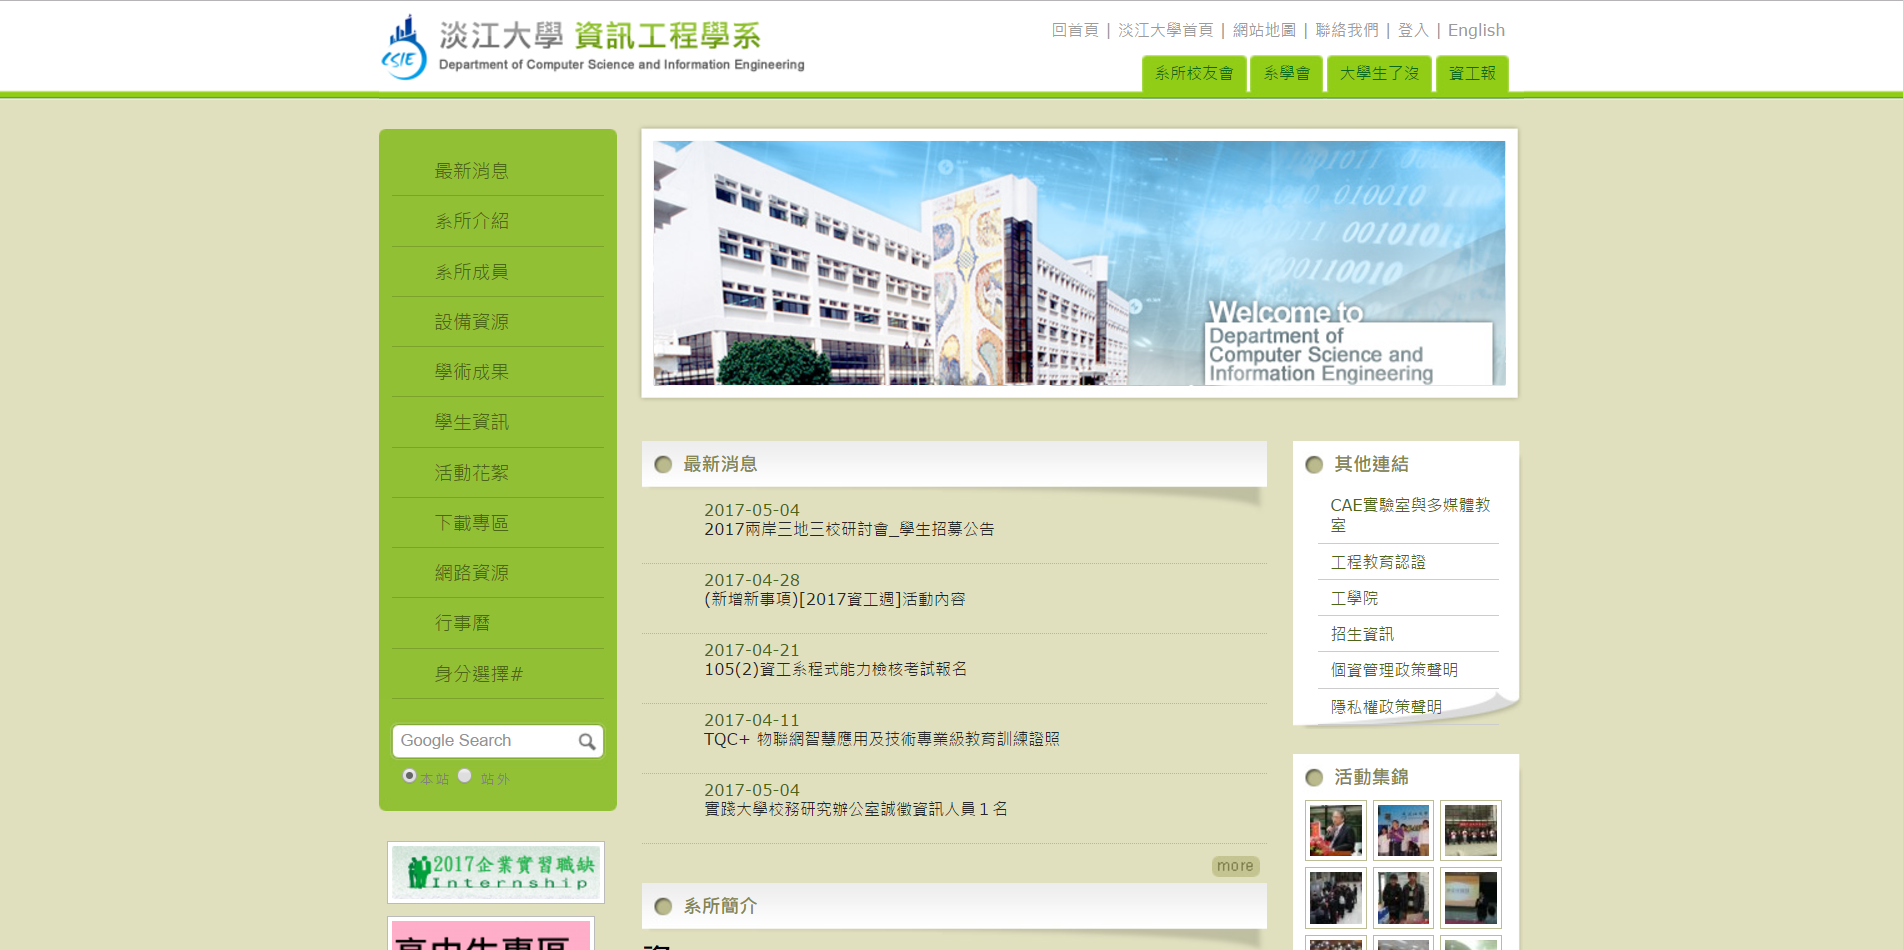 淡江大學 資訊工程學系
Department of Computer Science and Information Engineering
CSIE
回首頁 | 淡江大學首頁 | 網站地圖 | 聯絡我們 | 登入 | English
系所校友會
系學會
大學生了沒
資工報
最新消息
系所介紹
系所成員
設備資源
學術成果
學生資訊
活動花絮
下載專區
網路資源
行事曆
身分選擇#
Google Search
本站
站外
2017企業實習職缺
Internship
高中生專區
Welcome to
Department of
Computer Science and
Information Engineering
001011
010010
0010101
000110010
最新消息
2017-05-04
2017兩岸三地三校研討會_學生招募公告
2017-04-28
(新增新事項)[2017資工週]活動內容
2017-04-21
105(2)資工系程式能力檢核考試報名
2017-04-11
TQC+ 物聯網智慧應用及技術專業級教育訓練證照
2017-05-04
實踐大學校務研究辦公室誠徵資訊人員１名
more
系所簡介
其他連結
CAE實驗室與多媒體教
室
工程教育認證
工學院
招生資訊
個資管理政策聲明
隱私權政策聲明
活動集錦